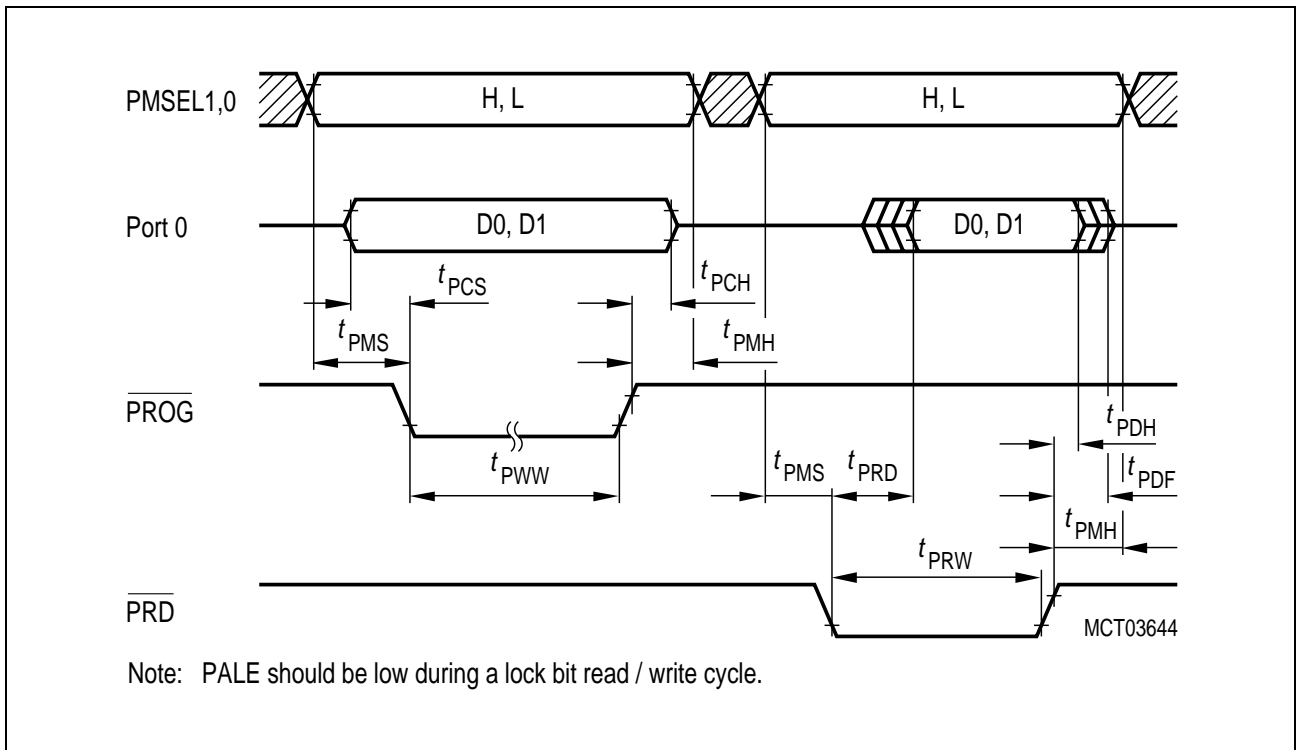 PMSEL1,0
H, L
H, L
Port 0
D0, D1
D0, D1
tPCS
tPCH
tPMS
tPMH
PROG
tPWW
tPMS
tPRD
tPDH
tPDF
tPMH
tPRW
PRD
MCT03644
Note: PALE should be low during a lock bit read / write cycle.